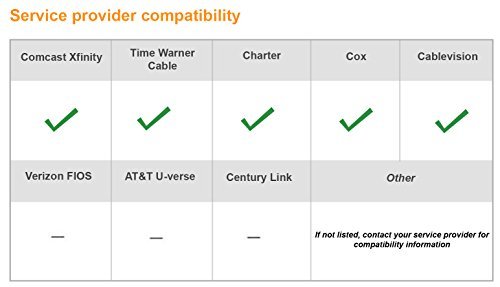 Service provider compatibility
Comcast Xfinity
Time Warner
Cable
Charter
Cox
Cablevision
Verizon FIOS
AT&T U-verse
Century Link
Other
—
—
—
If not listed, contact your service provider for
compatibility information